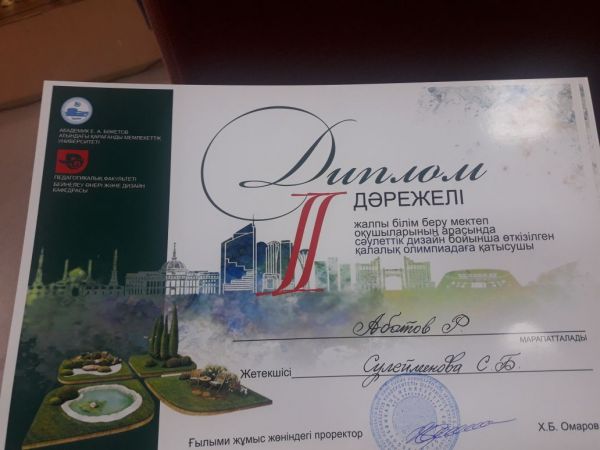 АКАДЕМИК Е. А. БӨКЕТОВ
АТЫНДАҒЫ ҚАРАҒАНДЫ МЕМЛЕКЕТТІК
УНИВЕРСИТЕТІ
ПЕДАГОГИКАЛЫҚ ФАКУЛЬТЕТІ
БЕЙНЕЛЕУ ӨНЕРІ ЖӘНЕ ДИЗАЙН
КАФЕДРАСЫ
Диплом
II ДӘРЕЖЕЛІ
жалпы білім беру мектеп
оқушыларының арасында
сәулеттік дизайн бойынша өткізілген
қалалық олимпиадаға қатысушы
Абатов Р
МАРАПАТТАЛАДЫ
Жетекшісі Сулейменова С Б.
Ғылыми жұмыс жөніндегі проректор Х.Б. Омаров